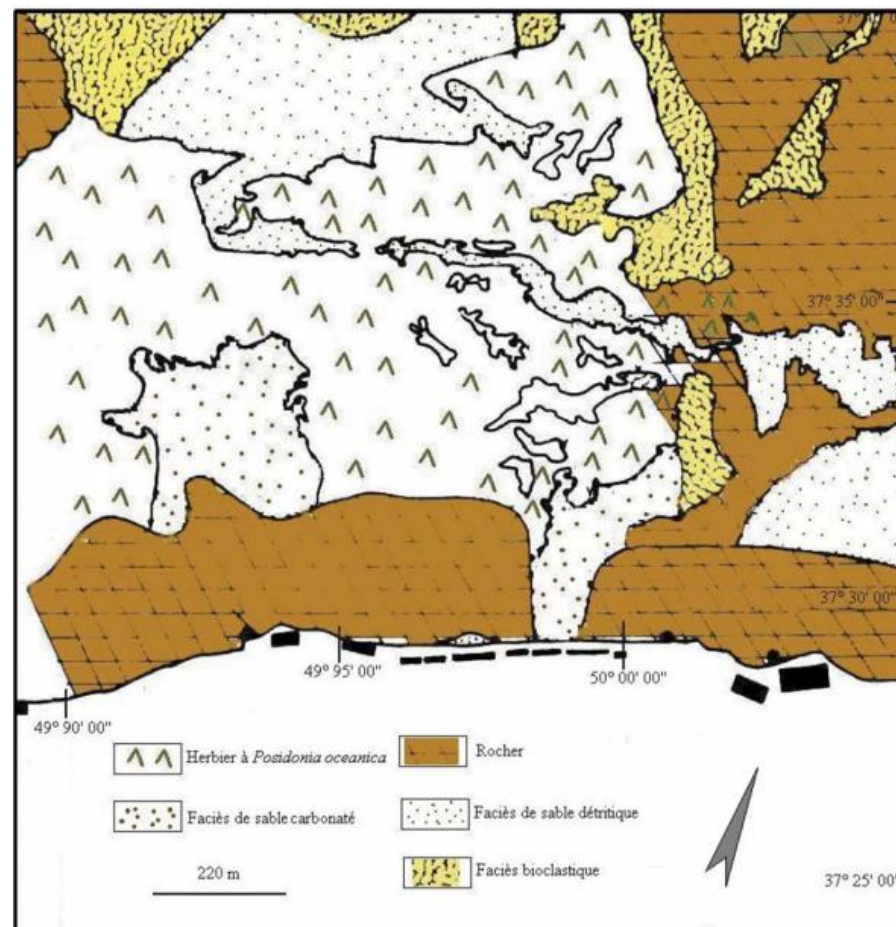 37°
37° 35' 00"
37° 30' 00"
49° 95' 00"
50° 00' 00"
49° 90' 00"
Herbier à Posidonia oceanica
Rocher
Faciès de sable carbonaté
Faciès de sable détritique
Faciès bioclastique
220 m
37° 25' 00"